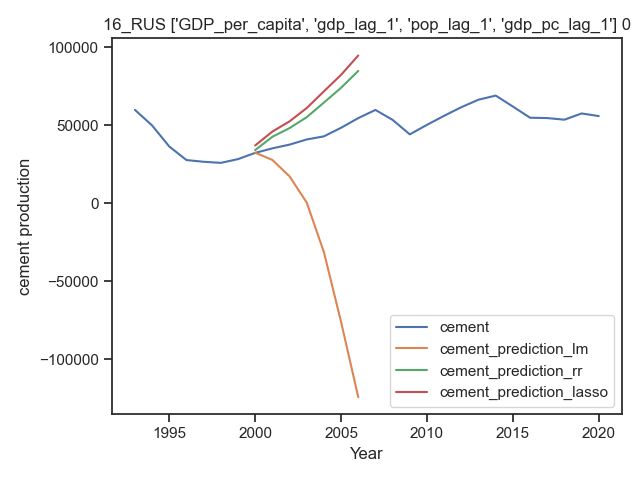 16_RUS ['GDP_per_capita', 'gdp_lag_1', 'pop_lag_1', 'gdp_pc_lag_1'] 0
100000
50000
0
−50000
−100000
cement production
cement
cement_prediction_lm
cement_prediction_rr
cement_prediction_lasso
1995 2000 2005 2010 2015 2020
Year